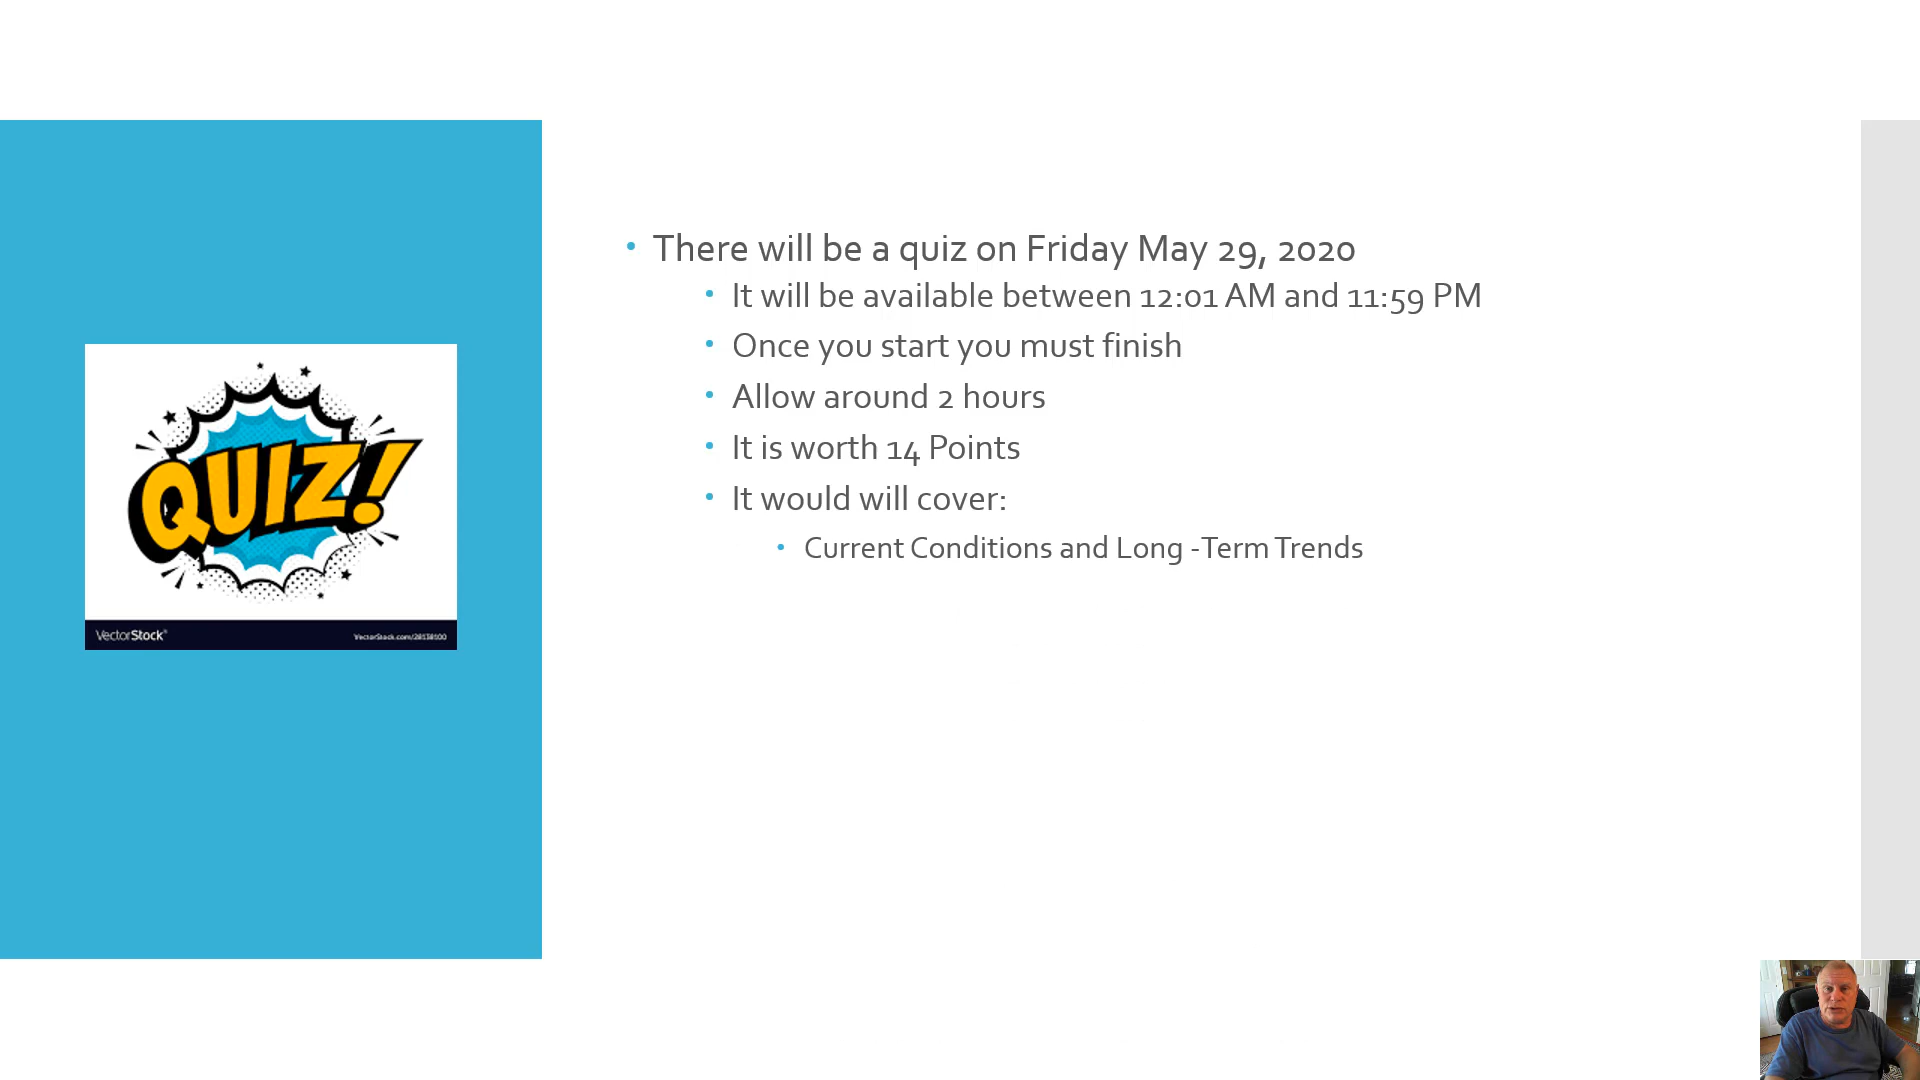 There will be a quiz on Friday May 29, 2020
It will be available between 12:01 AM and 11:59 PM
Once you start you must finish
Allow around 2 hours
It is worth 14 Points
It would will cover:
Current Conditions and Long -Term Trends
QUIZ!
VectorStock®